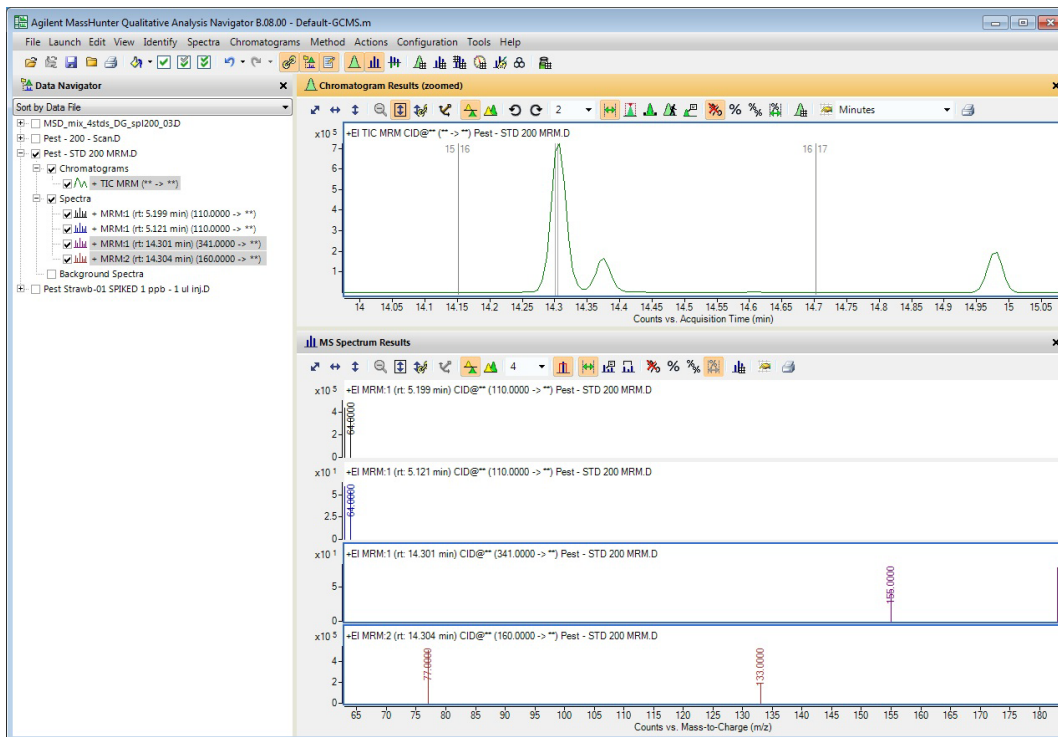 Agilent MassHunter Qualitative Analysis Navigator B.08.00 - Default-GCMS.m
File Launch Edit View Identify Spectra Chromatograms Method Actions Configuration Tools Help
Data Navigator
Sort by Data File
MSD_mix_4stds_DG_spl200_03.D
Pest - 200 - Scan.D
Pest - STD 200 MRM.D
Chromatograms
+ TIC MRM (** -> **)
Spectra
+ MRM:1 (rt: 5.199 min) (110.0000 -> **)
+ MRM:1 (rt: 5.121 min) (110.0000 -> **)
+ MRM:1 (rt: 14.301 min) (341.0000 -> **)
+ MRM:2 (rt: 14.304 min) (160.0000 -> **)
Background Spectra
Pest Strawb-01 SPIKED 1 ppb - 1 ul inj.D
Chromatogram Results (zoomed)
2 Minutes
x10 5 +EI TIC MRM CID@** (** -> **) Pest - STD 200 MRM.D
15 16 16 17
7
6
5
4
3
2
1
14 14.05 14.1 14.15 14.2 14.25 14.3 14.35 14.4 14.45 14.5 14.55 14.6 14.65 14.7 14.75 14.8 14.85 14.9 14.95 15 15.05
Counts vs. Acquisition Time (min)
MS Spectrum Results
4
x10 5 +EI MRM:1 (rt: 5.199 min) CID@** (110.0000 -> **) Pest - STD 200 MRM.D
4
2
0
64.0000
x10 1 +EI MRM:1 (rt: 5.121 min) CID@** (110.0000 -> **) Pest - STD 200 MRM.D
5
2.5
0
64.0000
x10 1 +EI MRM:1 (rt: 14.301 min) CID@** (341.0000 -> **) Pest - STD 200 MRM.D
5
0
155.0000
x10 5 +EI MRM:2 (rt: 14.304 min) CID@** (160.0000 -> **) Pest - STD 200 MRM.D
4
2
0
77.0000
133.0000
65 70 75 80 85 90 95 100 105 110 115 120 125 130 135 140 145 150 155 160 165 170 175 180
Counts vs. Mass-to-Charge (m/z)